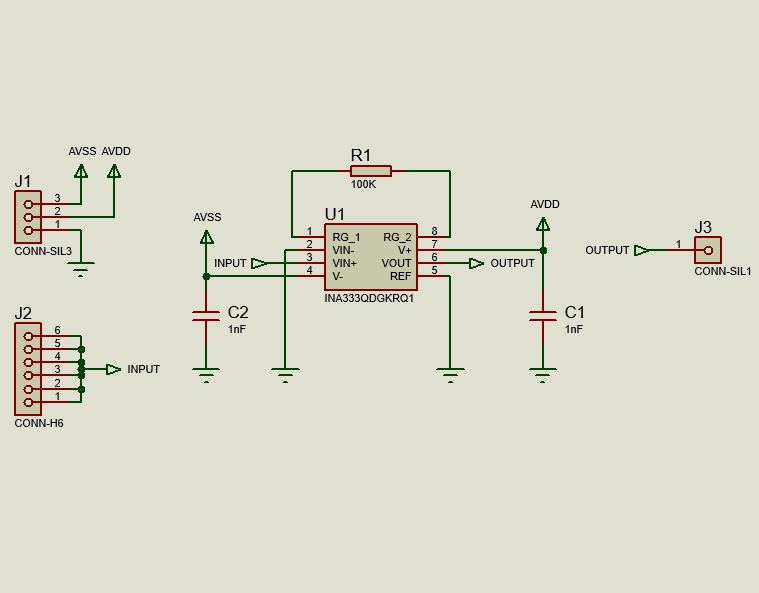 AVSS AVDD
J1
3
2
1
CONN-SIL3
J2
6
5
4
3
2
1
CONN-H6
INPUT
AVSS
INPUT
C2
1nF
R1
100K
U1
1 RG_1 RG_2 8
2 VIN- V+ 7
3 VIN+ VOUT 6
4 V- REF 5
INA333QDGKRQ1
OUTPUT
AVDD
C1
1nF
OUTPUT
1
J3
CONN-SIL1